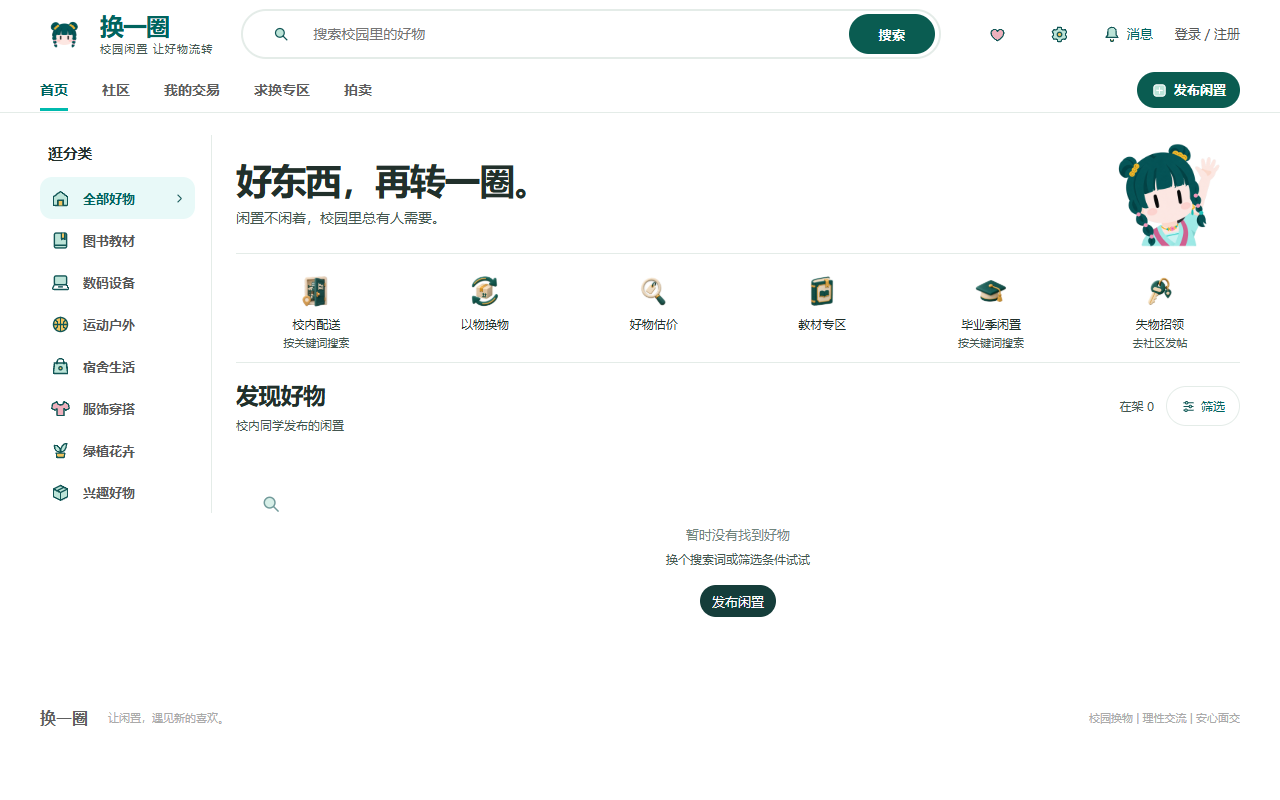 换一圈
校园闲置 让好物流转
搜索校园里的好物
搜索
消息
登录 / 注册
首页
社区
我的交易
求换专区
拍卖
发布闲置
逛分类
全部好物
图书教材
数码设备
运动户外
宿舍生活
服饰穿搭
绿植花卉
兴趣好物
好东西，再转一圈。
闲置不闲着，校园里总有人需要。
校内配送
按关键词搜索
以物换物
好物估价
教材专区
毕业季闲置
按关键词搜索
失物招领
去社区发帖
发现好物
校内同学发布的闲置
在架 0
筛选
暂时没有找到好物
换个搜索词或筛选条件试试
发布闲置
换一圈
让闲置，遇见新的喜欢。
校园换物 | 理性交流 | 安心面交